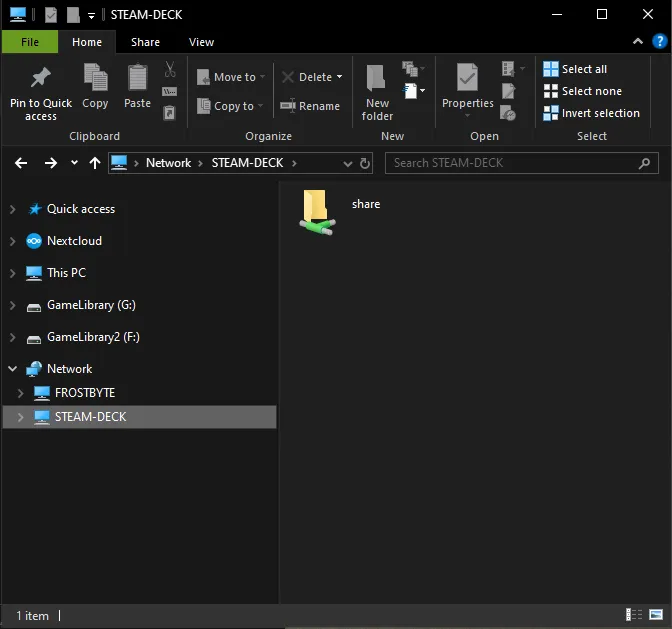 STEAM-DECK
File Home Share View
Pin to Quick access
Copy
Paste
Move to
Copy to
Delete
Rename
New folder
Properties
Select all
Select none
Invert selection
Clipboard Organize New Open Select
Network STEAM-DECK
Search STEAM-DECK
Quick access
Nextcloud
This PC
GameLibrary (G:)
GameLibrary2 (F:)
Network
FROSTBYTE
STEAM-DECK
share
1 item